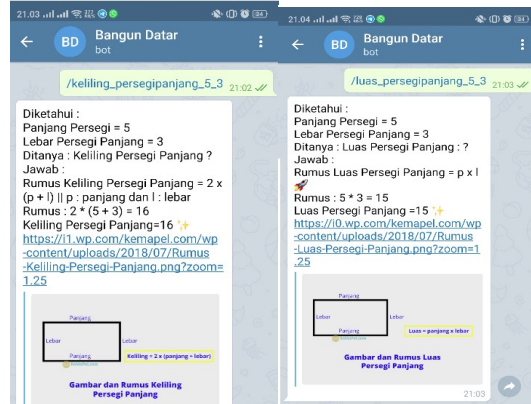 21.03
84
BD
Bangun Datar
bot
/keliling_persegipanjang_5_3 21:02
Diketahui :
Panjang Persegi = 5
Lebar Persegi Panjang = 3
Ditanya : Keliling Persegi Panjang ?
Jawab :
Rumus Keliling Persegi Panjang = 2 x
(p + l) || p : panjang dan l : lebar
Rumus : 2 * (5 + 3) = 16
Keliling Persegi Panjang=16
https://i1.wp.com/kemapel.com/wp
-content/uploads/2018/07/Rumus
-Keliling-Persegi-Panjang.png?zoom=
1.25
Panjang
Lebar Lebar
Panjang
Keliling = 2 x (panjang + lebar)
Gambar dan Rumus Keliling
Persegi Panjang
21.04
84
BD
Bangun Datar
bot
/luas_persegipanjang_5_3 21:03
Diketahui :
Panjang Persegi = 5
Lebar Persegi Panjang = 3
Ditanya : Luas Persegi Panjang : ?
Jawab :
Rumus Luas Persegi Panjang = p x l
🚀
Rumus : 5 * 3 = 15
Luas Persegi Panjang =15
https://i0.wp.com/kemapel.com/wp
-content/uploads/2018/07/Rumus
-Luas-Persegi-Panjang.png?zoom=1
.25
Panjang
Lebar Lebar
Panjang
Luas = panjang x lebar
Gambar dan Rumus Luas
Persegi Panjang
21:03